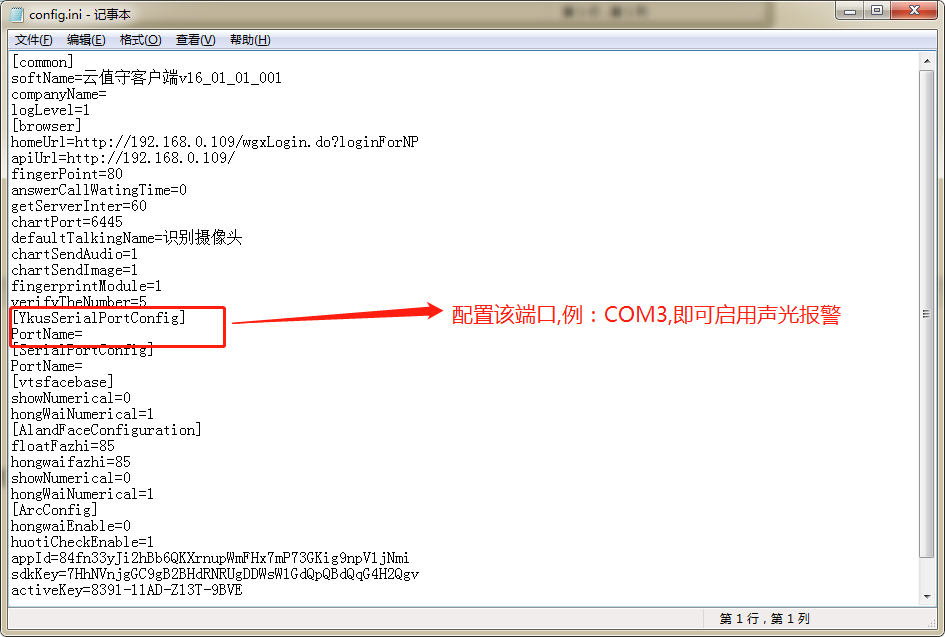 config.ini - 记事本
文件(F) 编辑(E) 格式(O) 查看(V) 帮助(H)
[common]
softName=云值守客户端v16_01_01_001
companyName=
logLevel=1
[browser]
homeUrl=http://192.168.0.109/wgxLogin.do?loginForNP
apiUrl=http://192.168.0.109/
fingerPoint=80
answerCallWatingTime=0
getServerInter=60
chartPort=6445
defaultTalkingName=识别摄像头
chartSendAudio=1
chartSendImage=1
fingerprintModule=1
verifyTheNumber=5
[YkusSerialPortConfig]
PortName=
配置该端口,例：COM3,即可启用声光报警
[SerialPortConfig]
PortName=
[vtsfacebase]
showNumerical=0
hongWaiNumerical=1
[AlandFaceConfiguration]
floatFazhi=85
hongwaifazhi=85
showNumerical=0
hongWaiNumerical=1
[ArcConfig]
hongwaiEnable=0
huotiCheckEnable=1
appId=84fn33yJi2hBb6QKXrnupWmFHx7mP73GKig9npV1jNmi
sdkKey=7HhNVnjgGC9gB2BHdRNRUgDDWsW1GdQpQBdQqG4H2Qgv
activeKey=8391-11AD-Z13T-9BVE
第 1 行，第 1 列